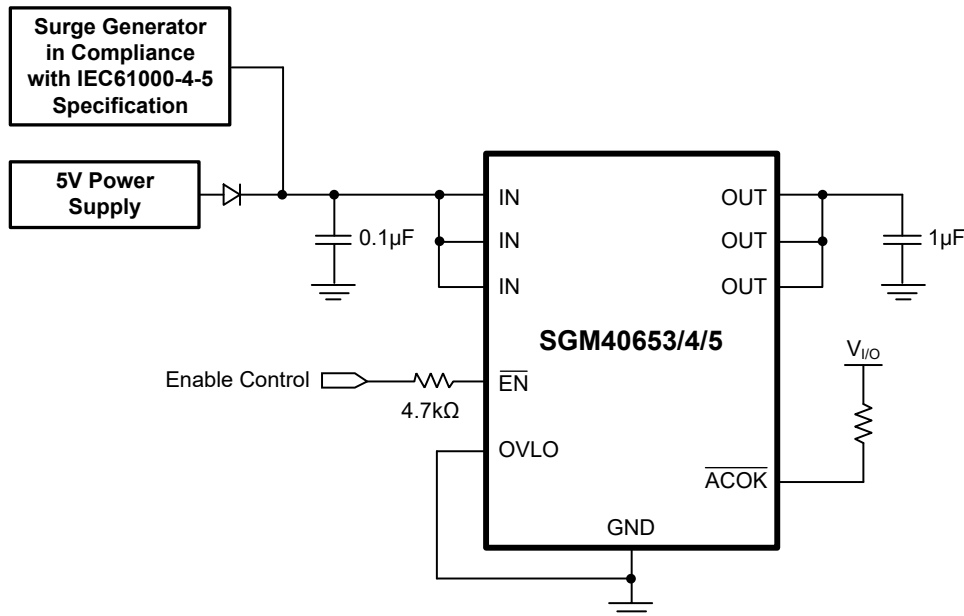 Surge Generator
in Compliance
with IEC61000-4-5
Specification
5V Power
Supply
0.1µF
IN
IN
IN
OUT
OUT
OUT
1µF
SGM40653/4/5
Enable Control
4.7kΩ
EN
OVLO
ACOK
GND
VI/O